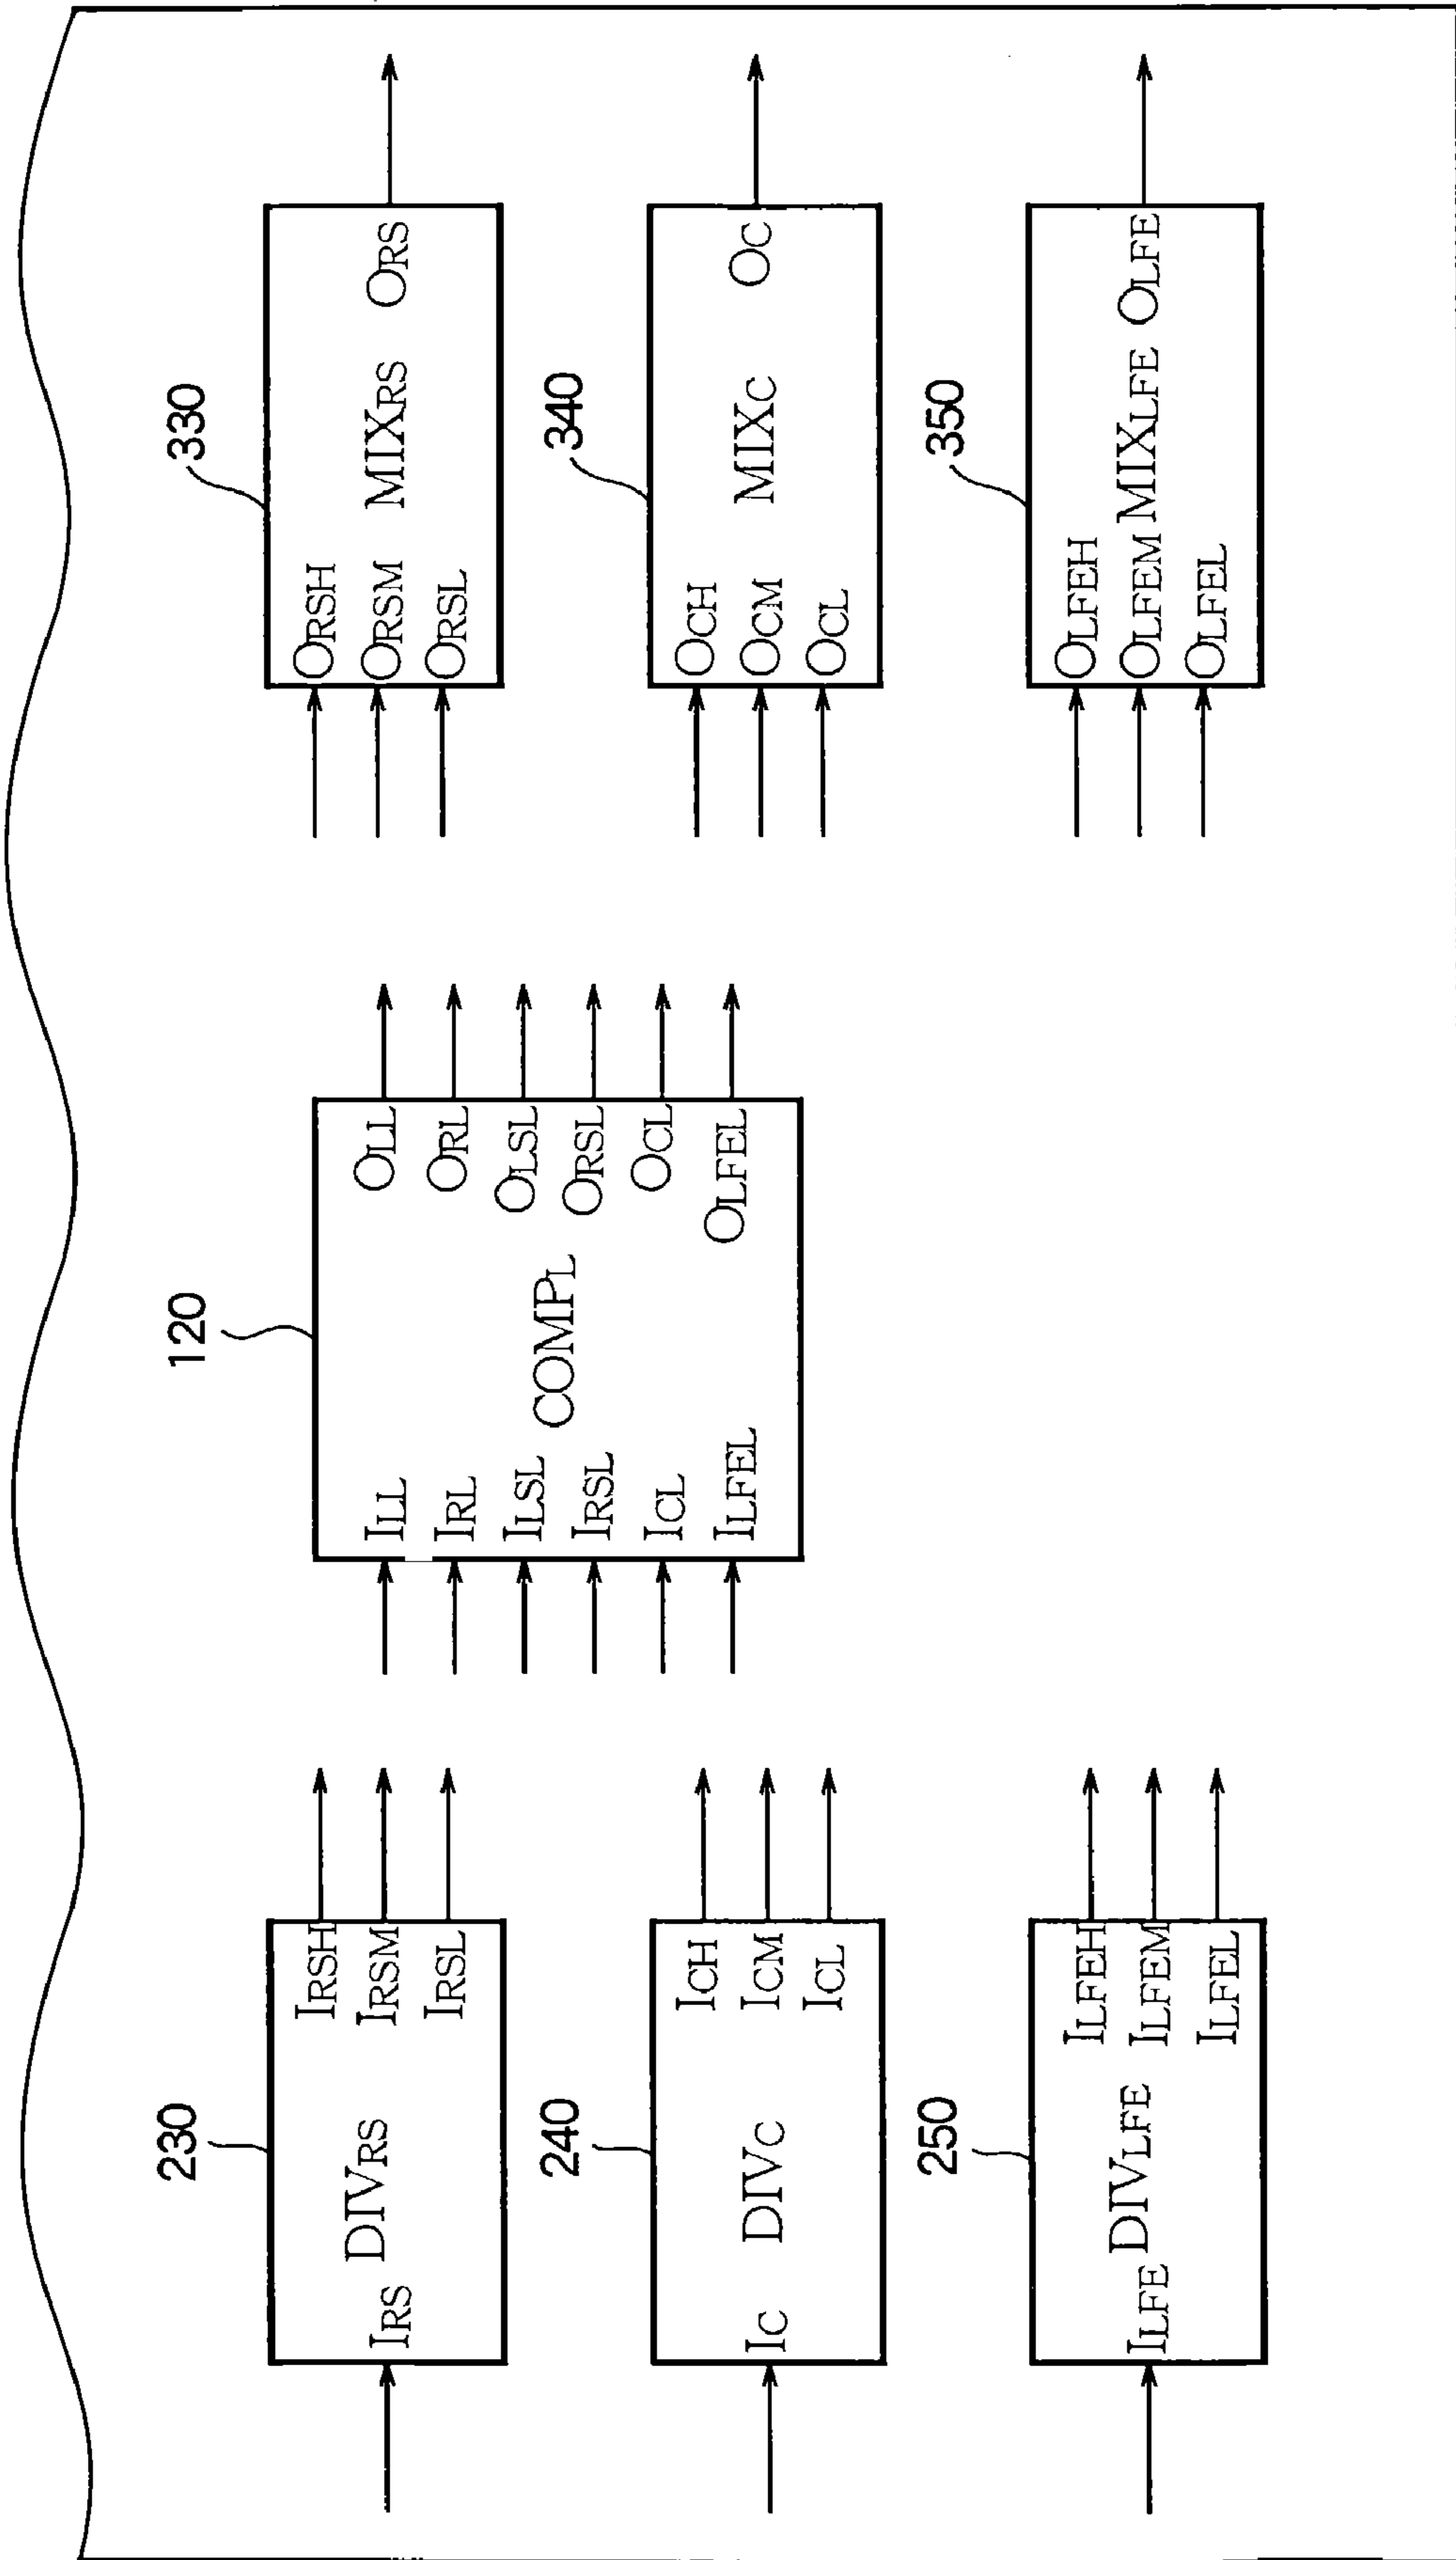 230
IRS DIVRS
IRSH
IRSM
IRSL
240
IC DIVC
ICH
ICM
ICL
250
ILFE DIVLFE
ILFEH
ILFEM
ILFEL
120
COMPL
ILL
IRL
ILSL
IRSL
ICL
ILFEL
OLL
ORL
OLSL
ORSL
OCL
OLFEL
330
ORSH
ORSM
ORSL
MIXRS ORS
340
OCH
OCM
OCL
MIXC OC
350
OLFEH
OLFEM
OLFEL
MIXLFE OLFE